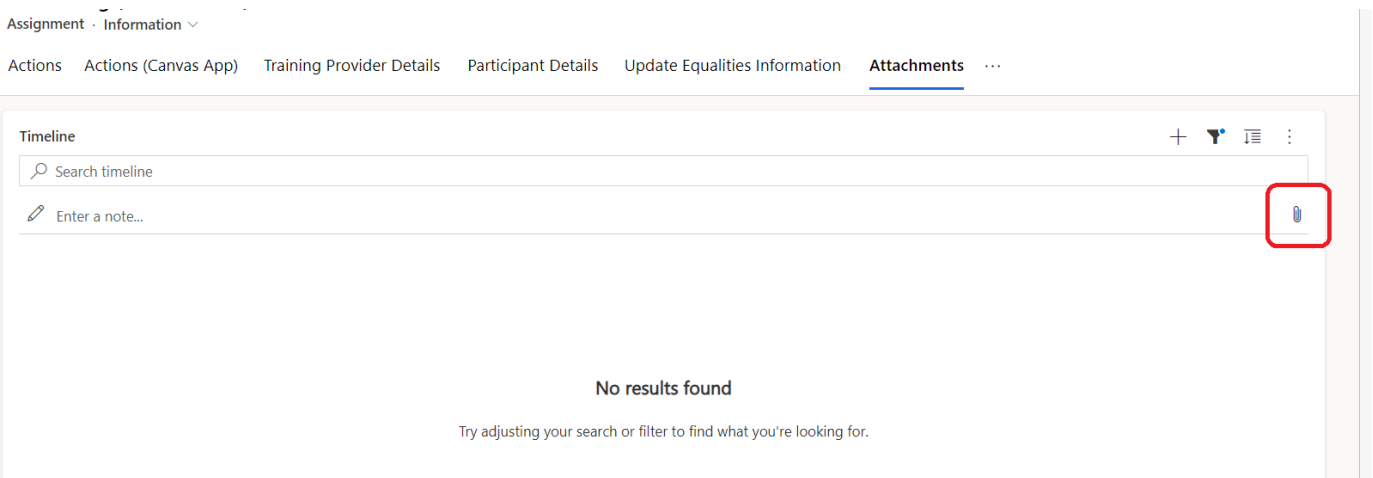 Assignment · Information
Actions Actions (Canvas App) Training Provider Details Participant Details Update Equalities Information Attachments ...
Timeline
Search timeline
Enter a note...
No results found
Try adjusting your search or filter to find what you're looking for.